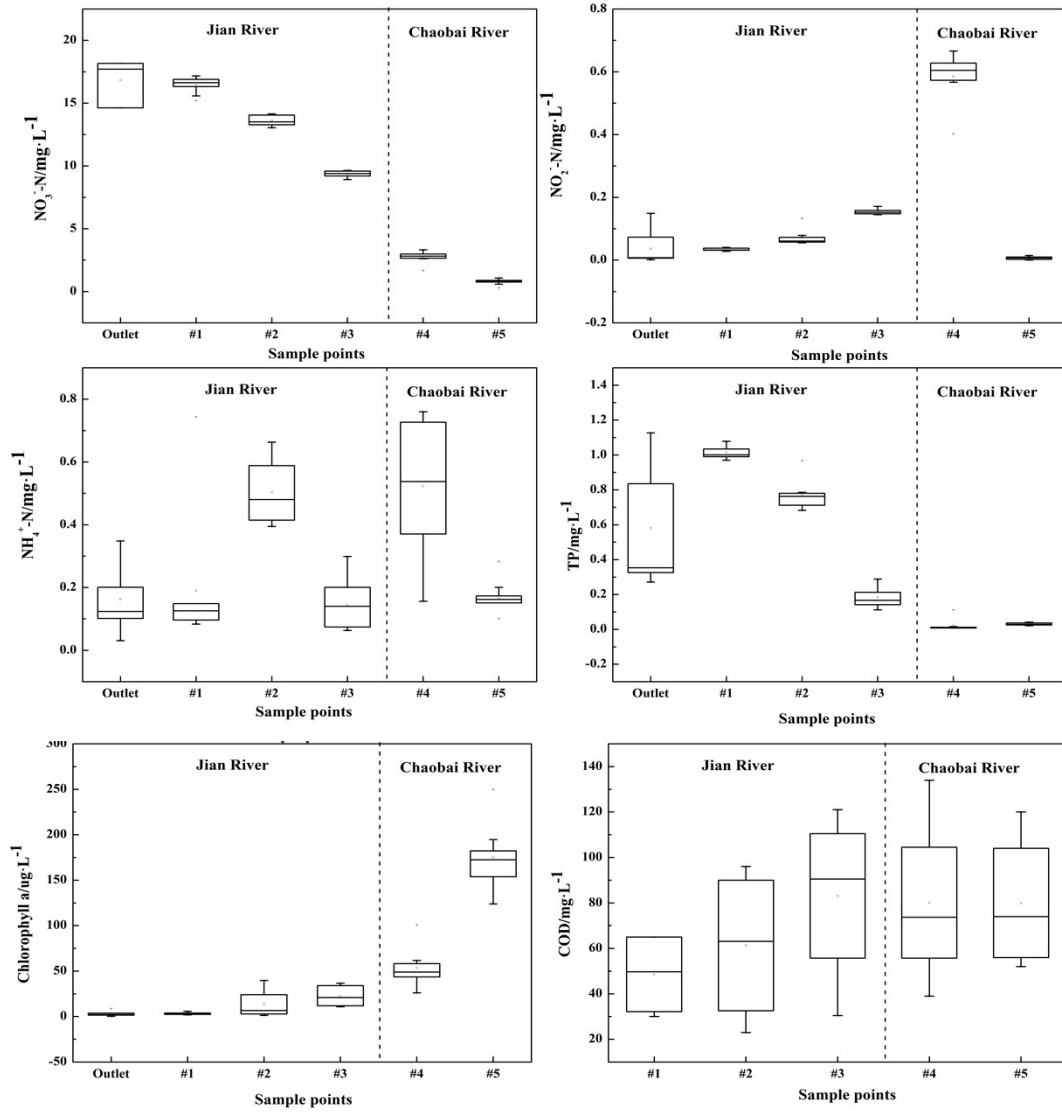 Jian River Chaobai River
20
15
10
5
0
NO₃⁻-N/mg·L⁻¹
Outlet #1 #2 #3 #4 #5
Sample points
Jian River Chaobai River
0.8
0.6
0.4
0.2
0.0
-0.2
NO₂⁻-N/mg·L⁻¹
Outlet #1 #2 #3 #4 #5
Sample points
Jian River Chaobai River
0.8
0.6
0.4
0.2
0.0
NH₄⁺-N/mg·L⁻¹
Outlet #1 #2 #3 #4 #5
Sample points
Jian River Chaobai River
1.4
1.2
1.0
0.8
0.6
0.4
0.2
0.0
-0.2
TP/mg·L⁻¹
Outlet #1 #2 #3 #4 #5
Sample points
Jian River Chaobai River
300
250
200
150
100
50
0
-50
Chlorophyll a/ug·L⁻¹
Outlet #1 #2 #3 #4 #5
Sample points
Jian River Chaobai River
140
120
100
80
60
40
20
COD/mg·L⁻¹
#1 #2 #3 #4 #5
Sample points